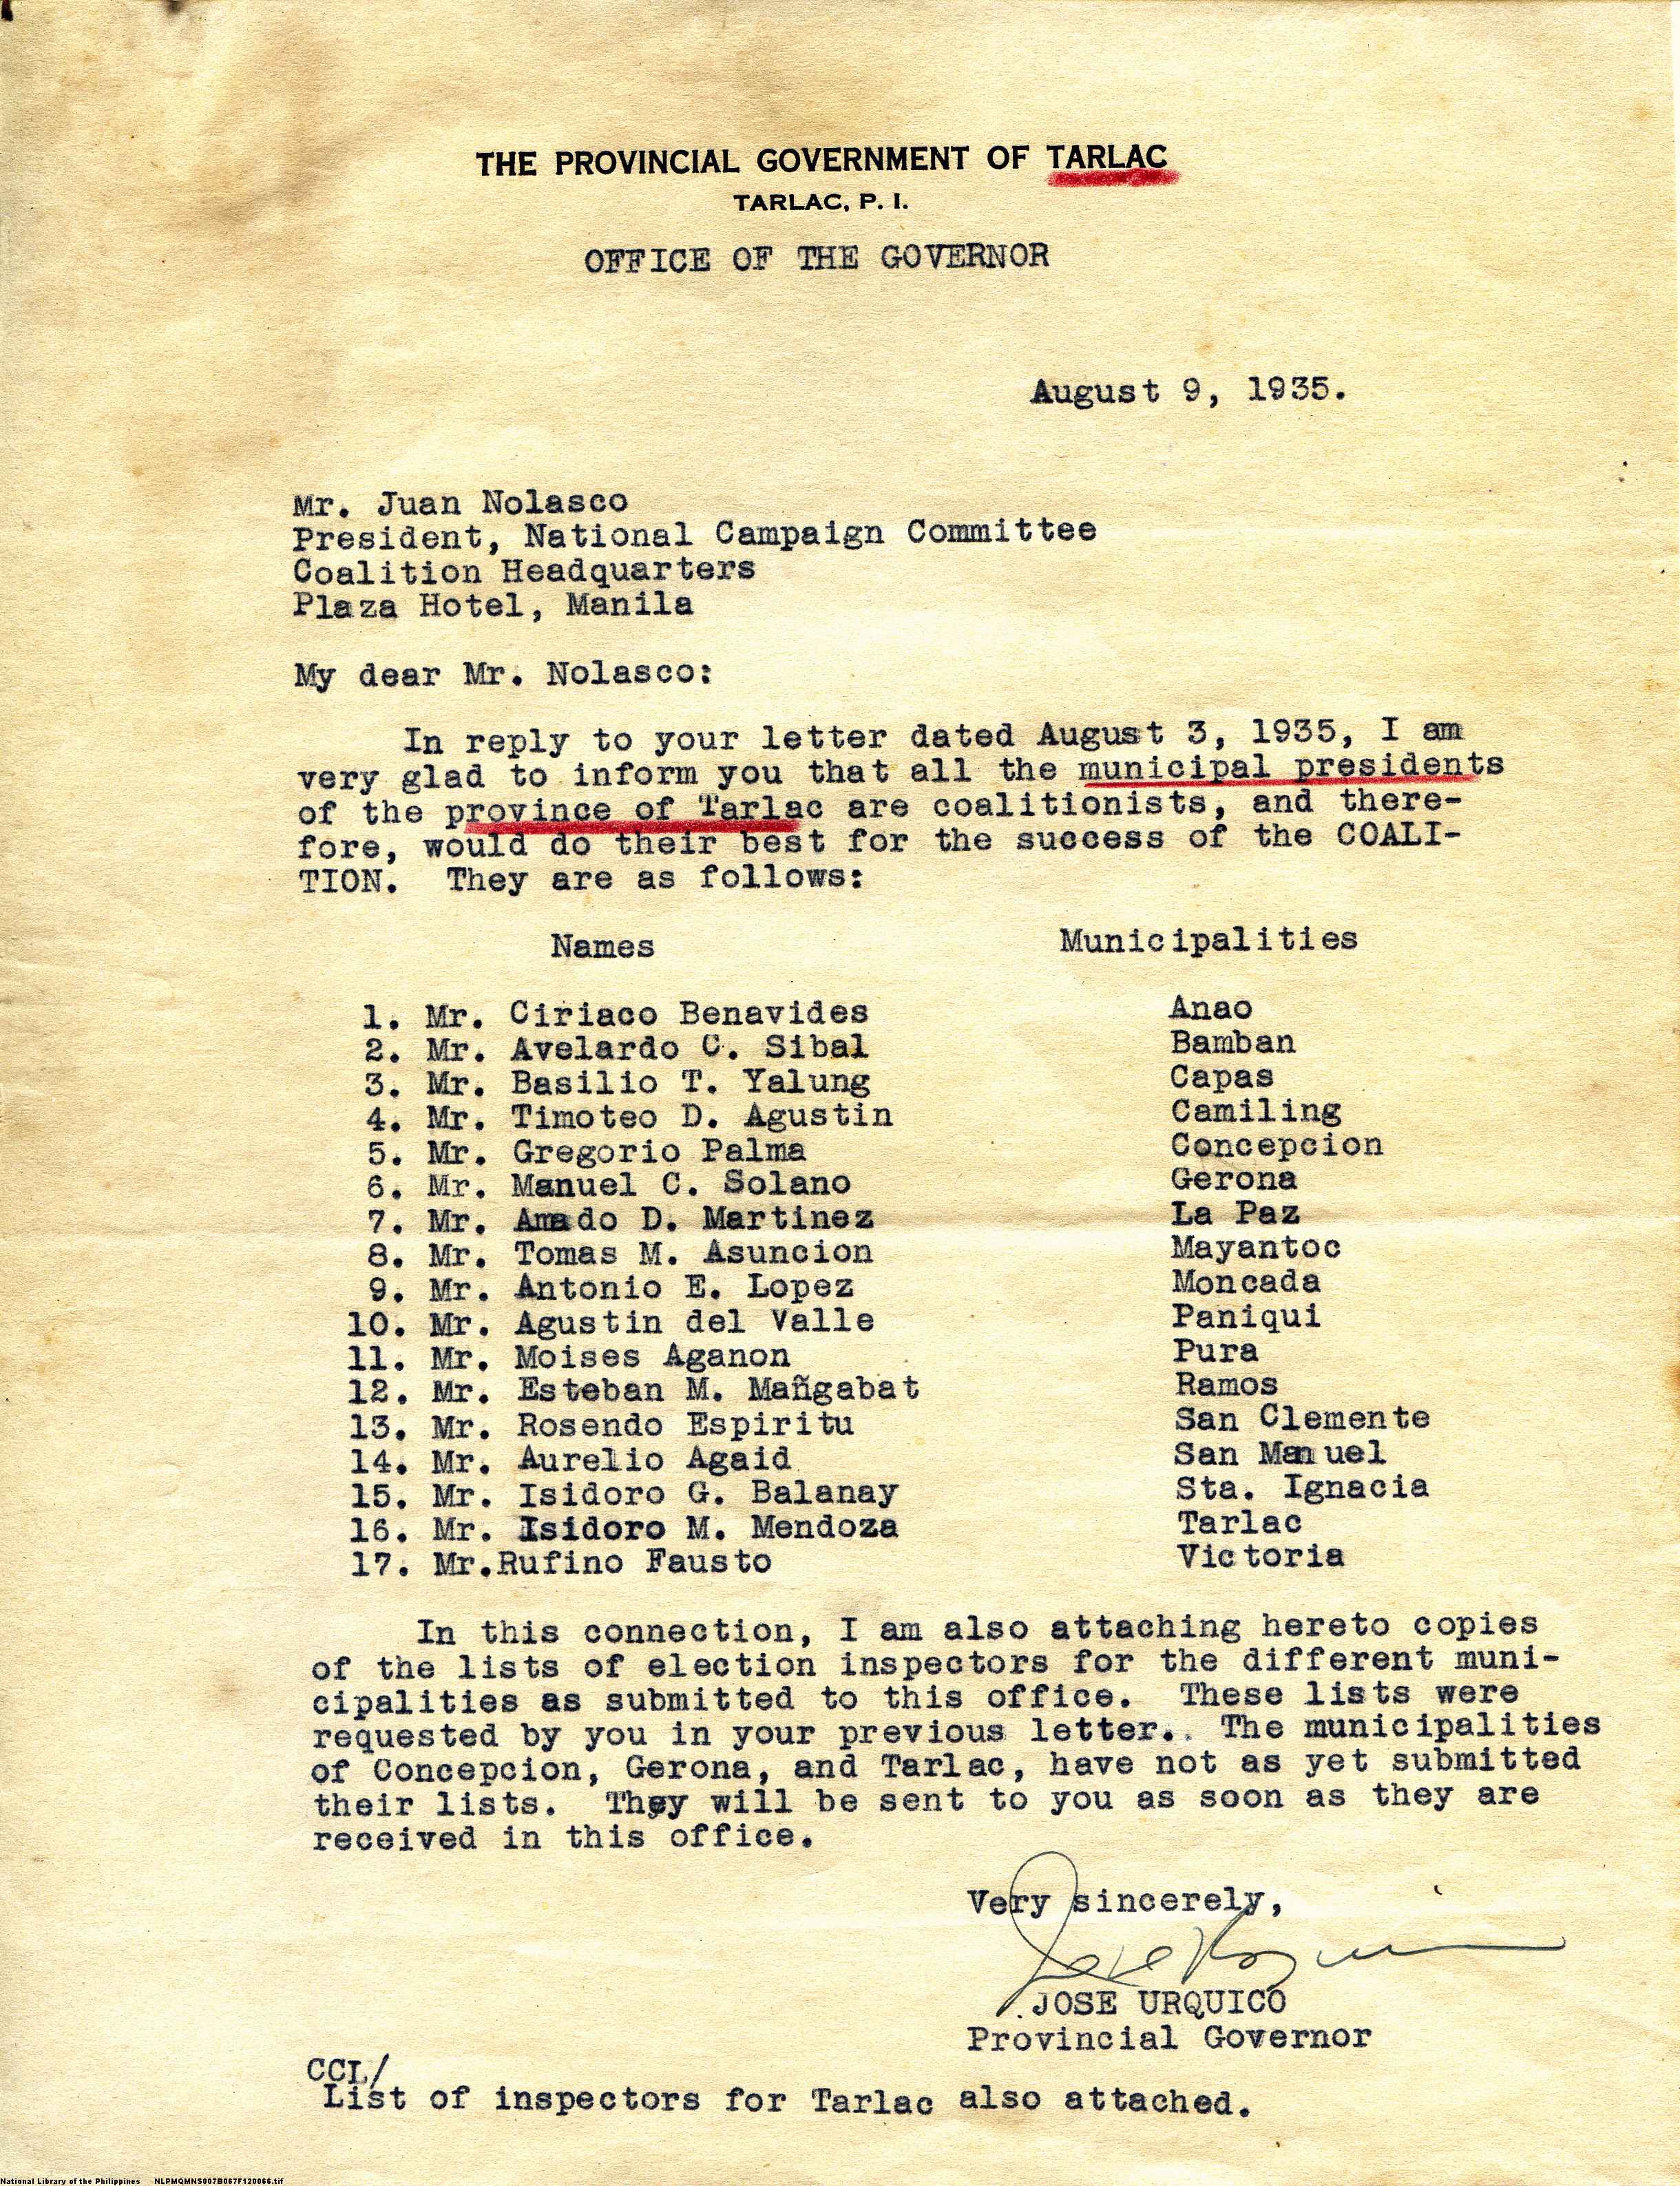 THE PROVINCIAL GOVERNMENT OF TARLAC
TARLAC, P. I.
OFFICE OF THE GOVERNOR
August 9, 1935.
Mr. Juan Nolasco
President, National Campaign Committee
Coalition Headquarters
Plaza Hotel, Manila
My dear Mr. Nolasco:
In reply to your letter dated August 3, 1935, I am
very glad to inform you that all the municipal presidents
of the province of Tarlac are coalitionists, and there-
fore, would do their best for the success of the COALI-
TION. They are as follows:
Names Municipalities
1. Mr. Ciriaco Benavides Anao
2. Mr. Avelardo C. Sibal Bamban
3. Mr. Basilio T. Yalung Capas
4. Mr. Timoteo D. Agustin Camiling
5. Mr. Gregorio Palma Concepcion
6. Mr. Manuel C. Solano Gerona
7. Mr. Amado D. Martinez La Paz
8. Mr. Tomas M. Asuncion Mayantoc
9. Mr. Antonio E. Lopez Moncada
10. Mr. Agustin del Valle Paniqui
11. Mr. Moises Aganon Pura
12. Mr. Esteban M. Mañgabat Ramos
13. Mr. Rosendo Espiritu San Clemente
14. Mr. Aurelio Agaid San Manuel
15. Mr. Isidoro G. Balanay Sta. Ignacia
16. Mr. Isidoro M. Mendoza Tarlac
17. Mr.Rufino Fausto Victoria
In this connection, I am also attaching hereto copies
of the lists of election inspectors for the different muni-
cipalities as submitted to this office. These lists were
requested by you in your previous letter.. The municipalities
of Concepcion, Gerona, and Tarlac, have not as yet submitted
their lists. They will be sent to you as soon as they are
received in this office.
Very sincerely,
JOSE URQUICO
Provincial Governor
CCL/
List of inspectors for Tarlac also attached.
National Library of the Philippines NLPMQMNS007B067F120066.tif